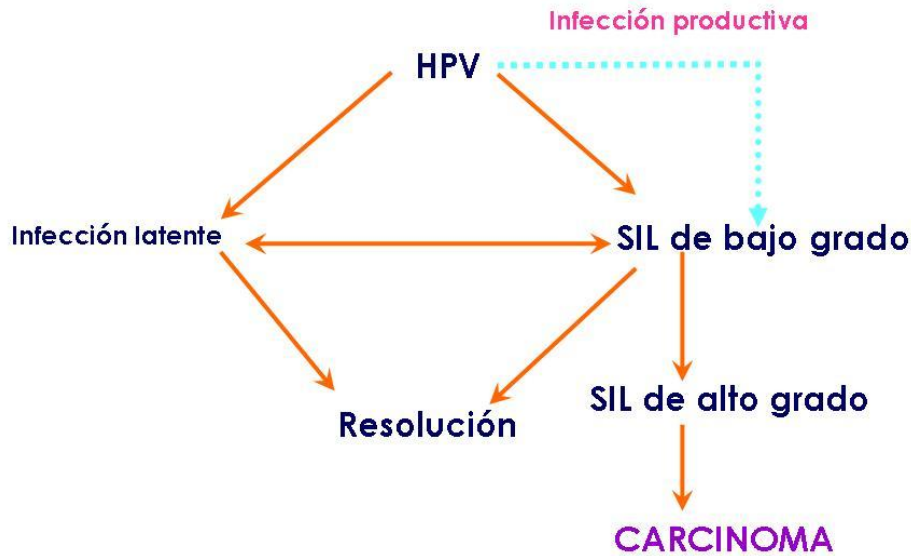 Infección productiva
HPV
Infección latente
SIL de bajo grado
SIL de alto grado
Resolución
CARCINOMA